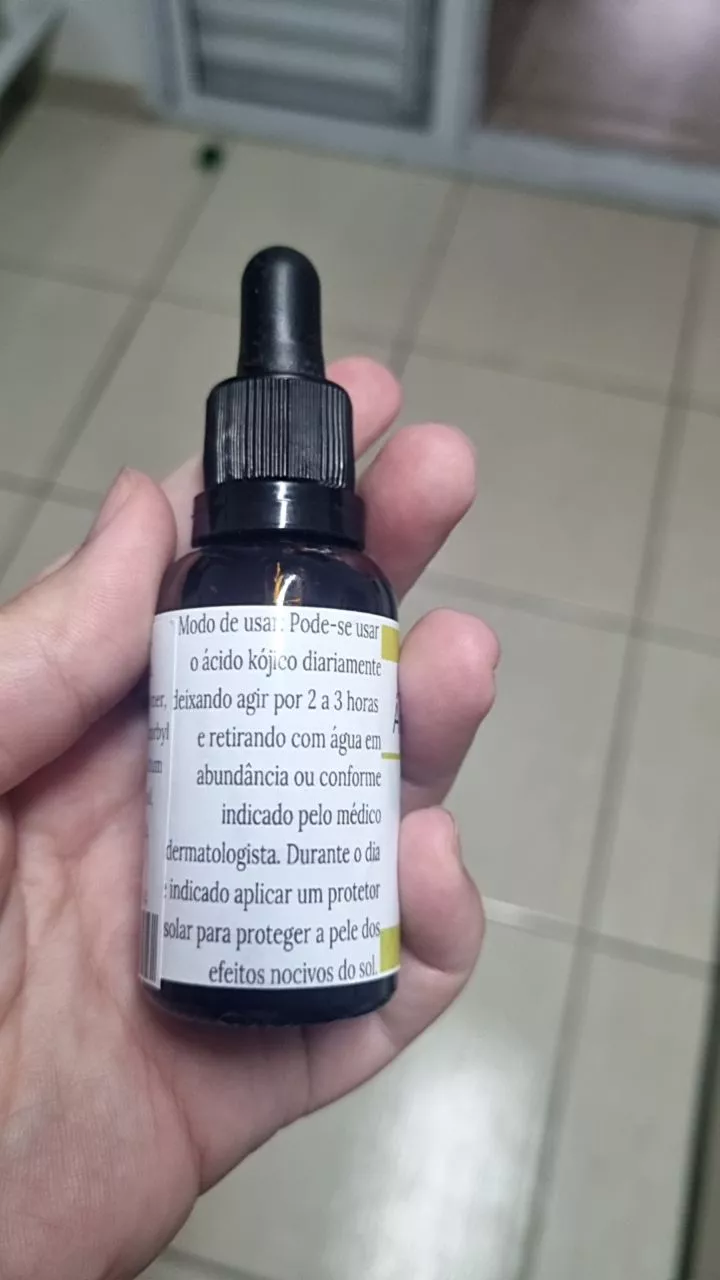 Modo de usar: Pode-se usar
o ácido kójico diariamente
deixando agir por 2 a 3 horas
e retirando com água em
abundância ou conforme
indicado pelo médico
dermatologista. Durante o dia
indicado aplicar um protetor
solar para proteger a pele dos
efeitos nocivos do sol.